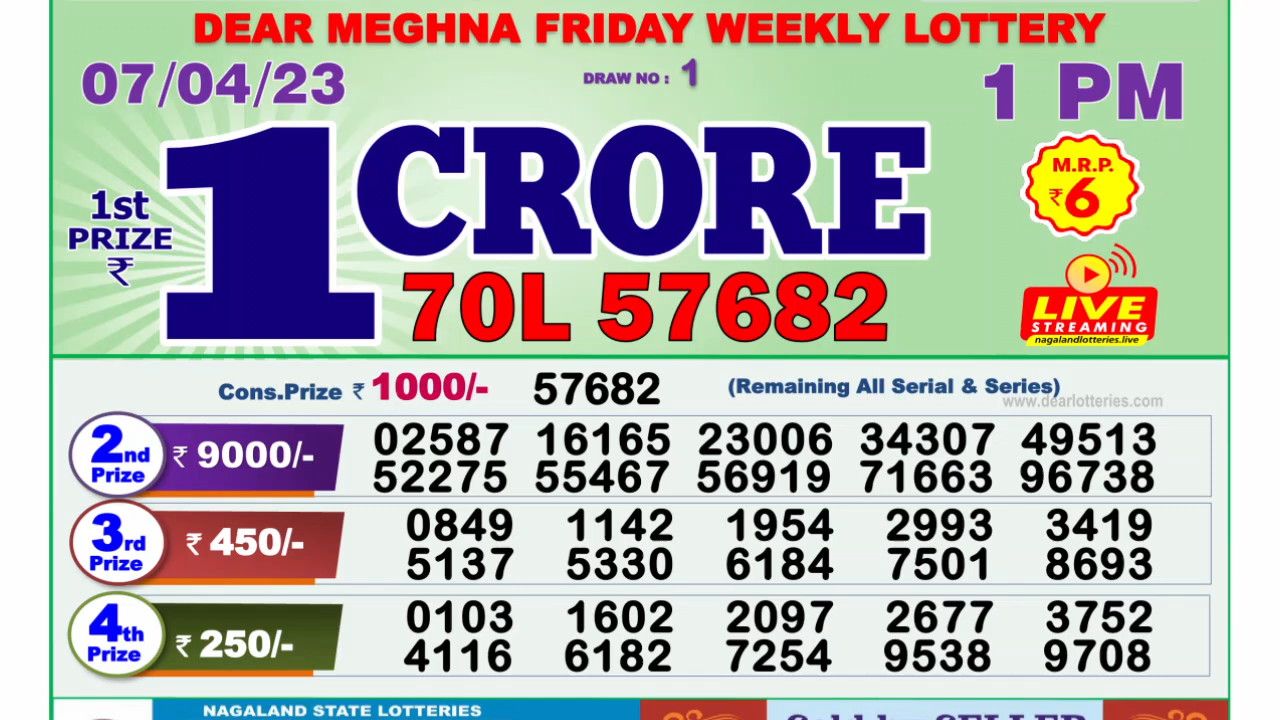 DEAR MEGHNA FRIDAY WEEKLY LOTTERY
07/04/23
DRAW NO : 1
1 PM
1st
PRIZE
₹
1 CRORE
70L 57682
M.R.P.
₹ 6
LIVE
STREAMING
nagalandlotteries.live
Cons.Prize ₹ 1000/- 57682 (Remaining All Serial & Series)
www.dearlotteries.com
2nd Prize ₹ 9000/-
02587 16165 23006 34307 49513
52275 55467 56919 71663 96738
3rd Prize ₹ 450/-
0849 1142 1954 2993 3419
5137 5330 6184 7501 8693
4th Prize ₹ 250/-
0103 1602 2097 2677 3752
4116 6182 7254 9538 9708
NAGALAND STATE LOTTERIES